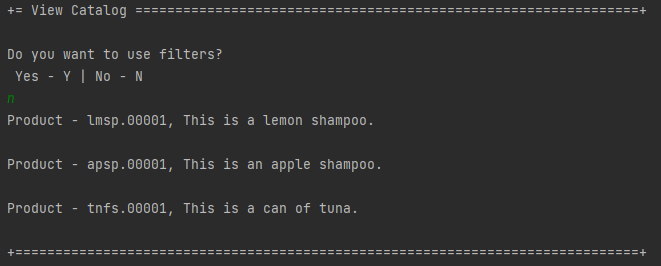 += View Catalog ===============================================================+
Do you want to use filters?
Yes - Y | No - N
n
Product - lmsp.00001, This is a lemon shampoo.
Product - apsp.00001, This is an apple shampoo.
Product - tnfs.00001, This is a can of tuna.
+==============================================================================+